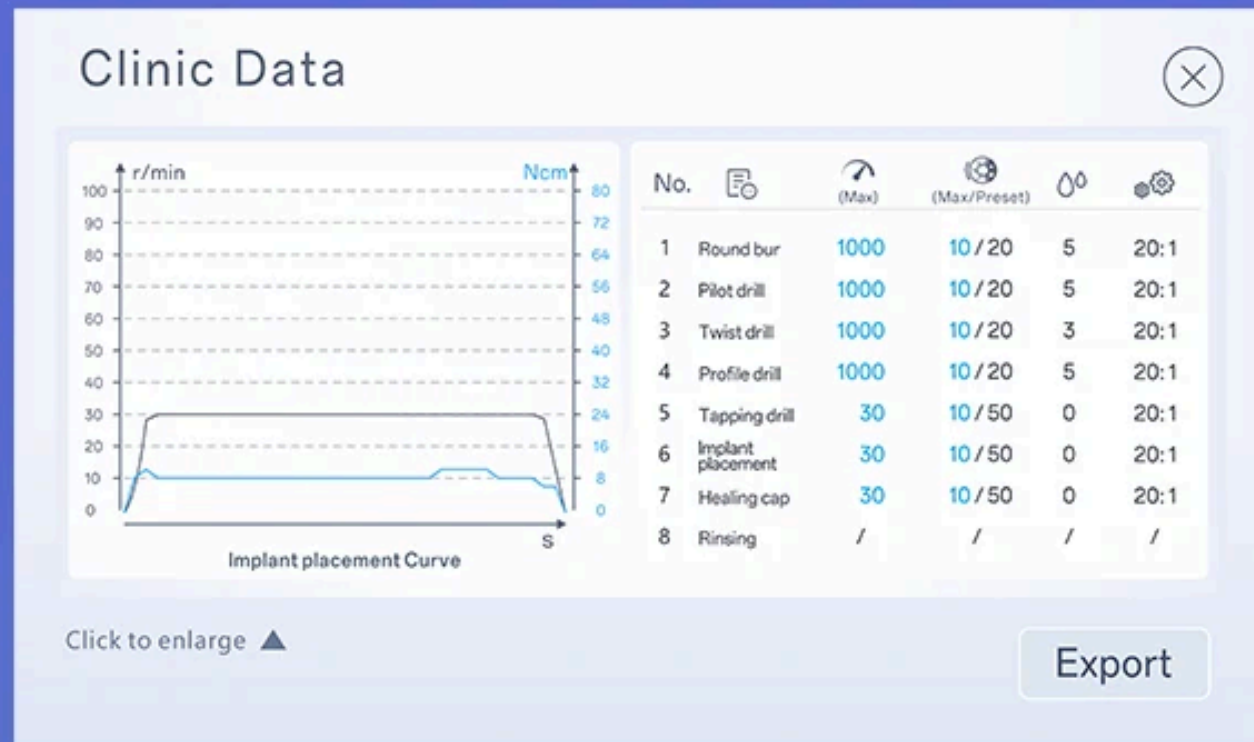 Clinic Data
r/min Ncm
100 80
90 72
80 64
70 56
60 48
50 40
40 32
30 24
20 16
10 8
0 0
S
Implant placement Curve
No. (Max) (Max/Preset)
1 Round bur 1000 10/20 5 20:1
2 Pilot drill 1000 10/20 5 20:1
3 Twist drill 1000 10/20 3 20:1
4 Profile drill 1000 10/20 5 20:1
5 Tapping drill 30 10/50 0 20:1
6 Implant placement 30 10/50 0 20:1
7 Healing cap 30 10/50 0 20:1
8 Rinsing / / / /
Click to enlarge
Export